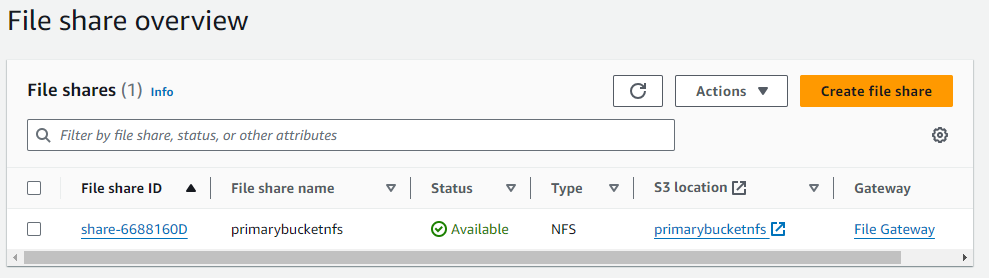 File share overview
File shares (1) Info
Actions
Create file share
Filter by file share, status, or other attributes
File share ID File share name Status Type S3 location Gateway
share-6688160D primarybucketnfs Available NFS primarybucketnfs File Gateway